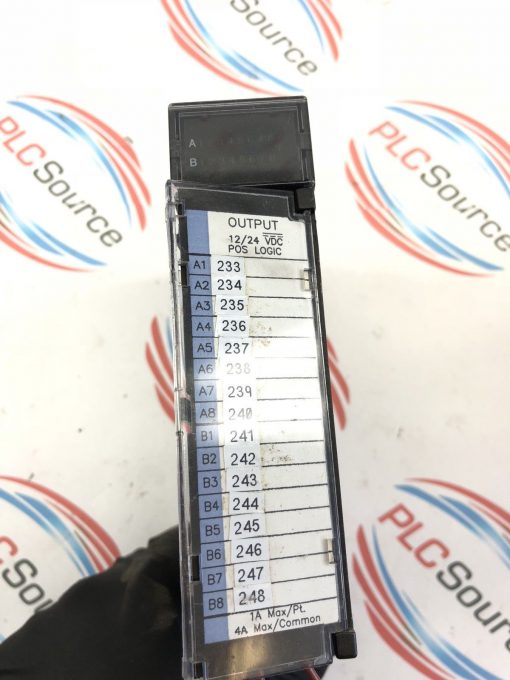 PLCSource
PLCSource
PLCSource
A
B
OUTPUT
12/24 VDC
POS LOGIC
A1 233
A2 234
A3 235
A4 236
A5 237
A6 238
A7 239
A8 240
B1 241
B2 242
B3 243
B4 244
B5 245
B6 246
B7 247
B8 248
1A Max/Pt.
4A Max/Common
PLCSource
PLCSource
PLCSource